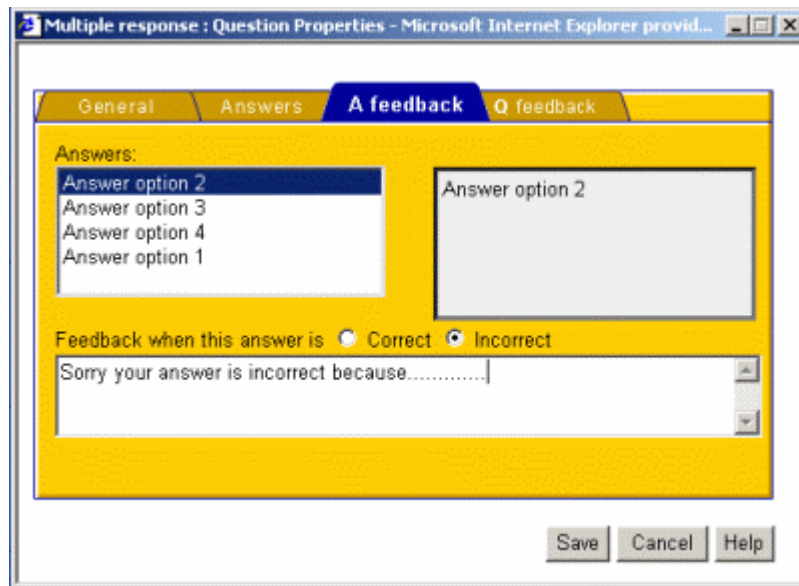 Multiple response : Question Properties - Microsoft Internet Explorer provid...
General Answers A feedback Q feedback
Answers:
Answer option 2
Answer option 3
Answer option 4
Answer option 1
Answer option 2
Feedback when this answer is Correct Incorrect
Sorry your answer is incorrect because.............
Save Cancel Help